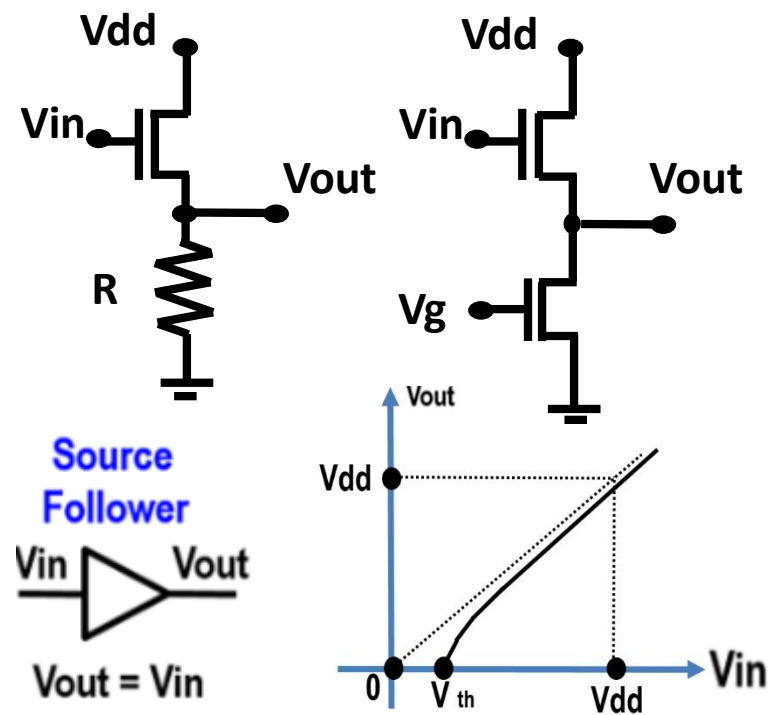 Vdd
Vin
Vout
R
Vdd
Vin
Vout
Vg
Source
Follower
Vin
Vout
Vout = Vin
Vout
Vdd
0
V th
Vdd
Vin